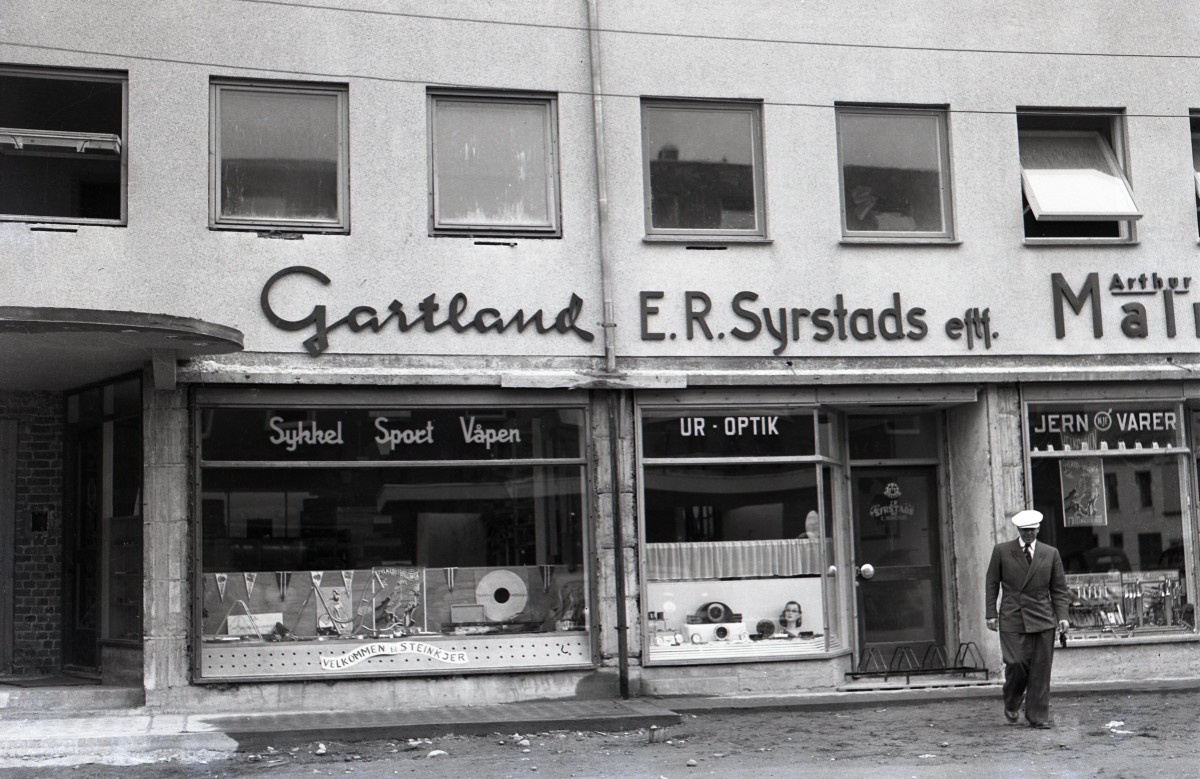 Gartland
E.R. Syrstads eftf.
Arthur
Mal
Sykkel Sport Våpen
UR · OPTIK
JERN VARER
VELKOMMEN til STEINKJER